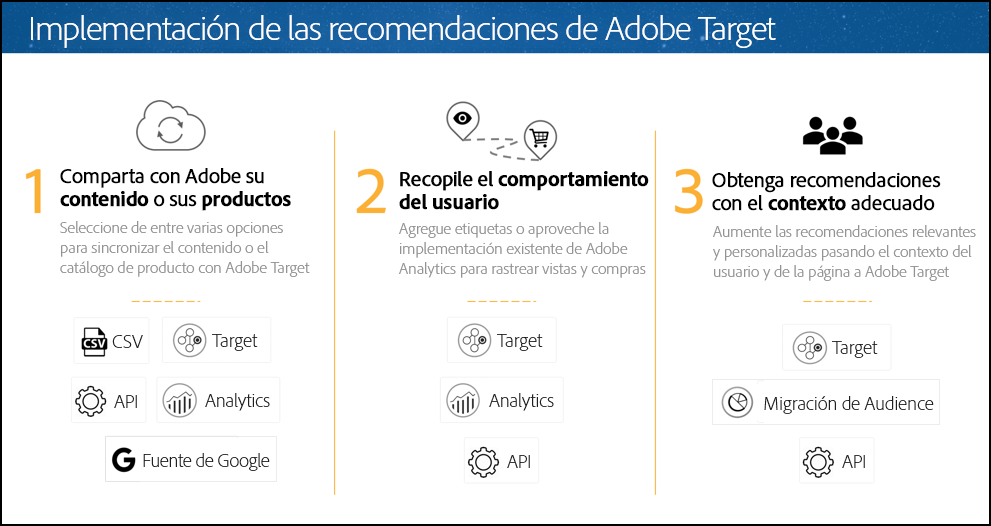 Implementación de las recomendaciones de Adobe Target
1
Comparta con Adobe su
contenido o sus productos
Seleccione de entre varias opciones
para sincronizar el contenido o el
catálogo de producto con Adobe Target
CSV
CSV
Target
API
Analytics
G
Fuente de Google
2
Recopile el comportamiento
del usuario
Agregue etiquetas o aproveche la
implementación existente de Adobe
Analytics para rastrear vistas y compras
Target
Analytics
API
3
Obtenga recomendaciones
con el contexto adecuado
Aumente las recomendaciones relevantes
y personalizadas pasando el contexto del
usuario y de la página a Adobe Target
Target
Migración de Audience
API